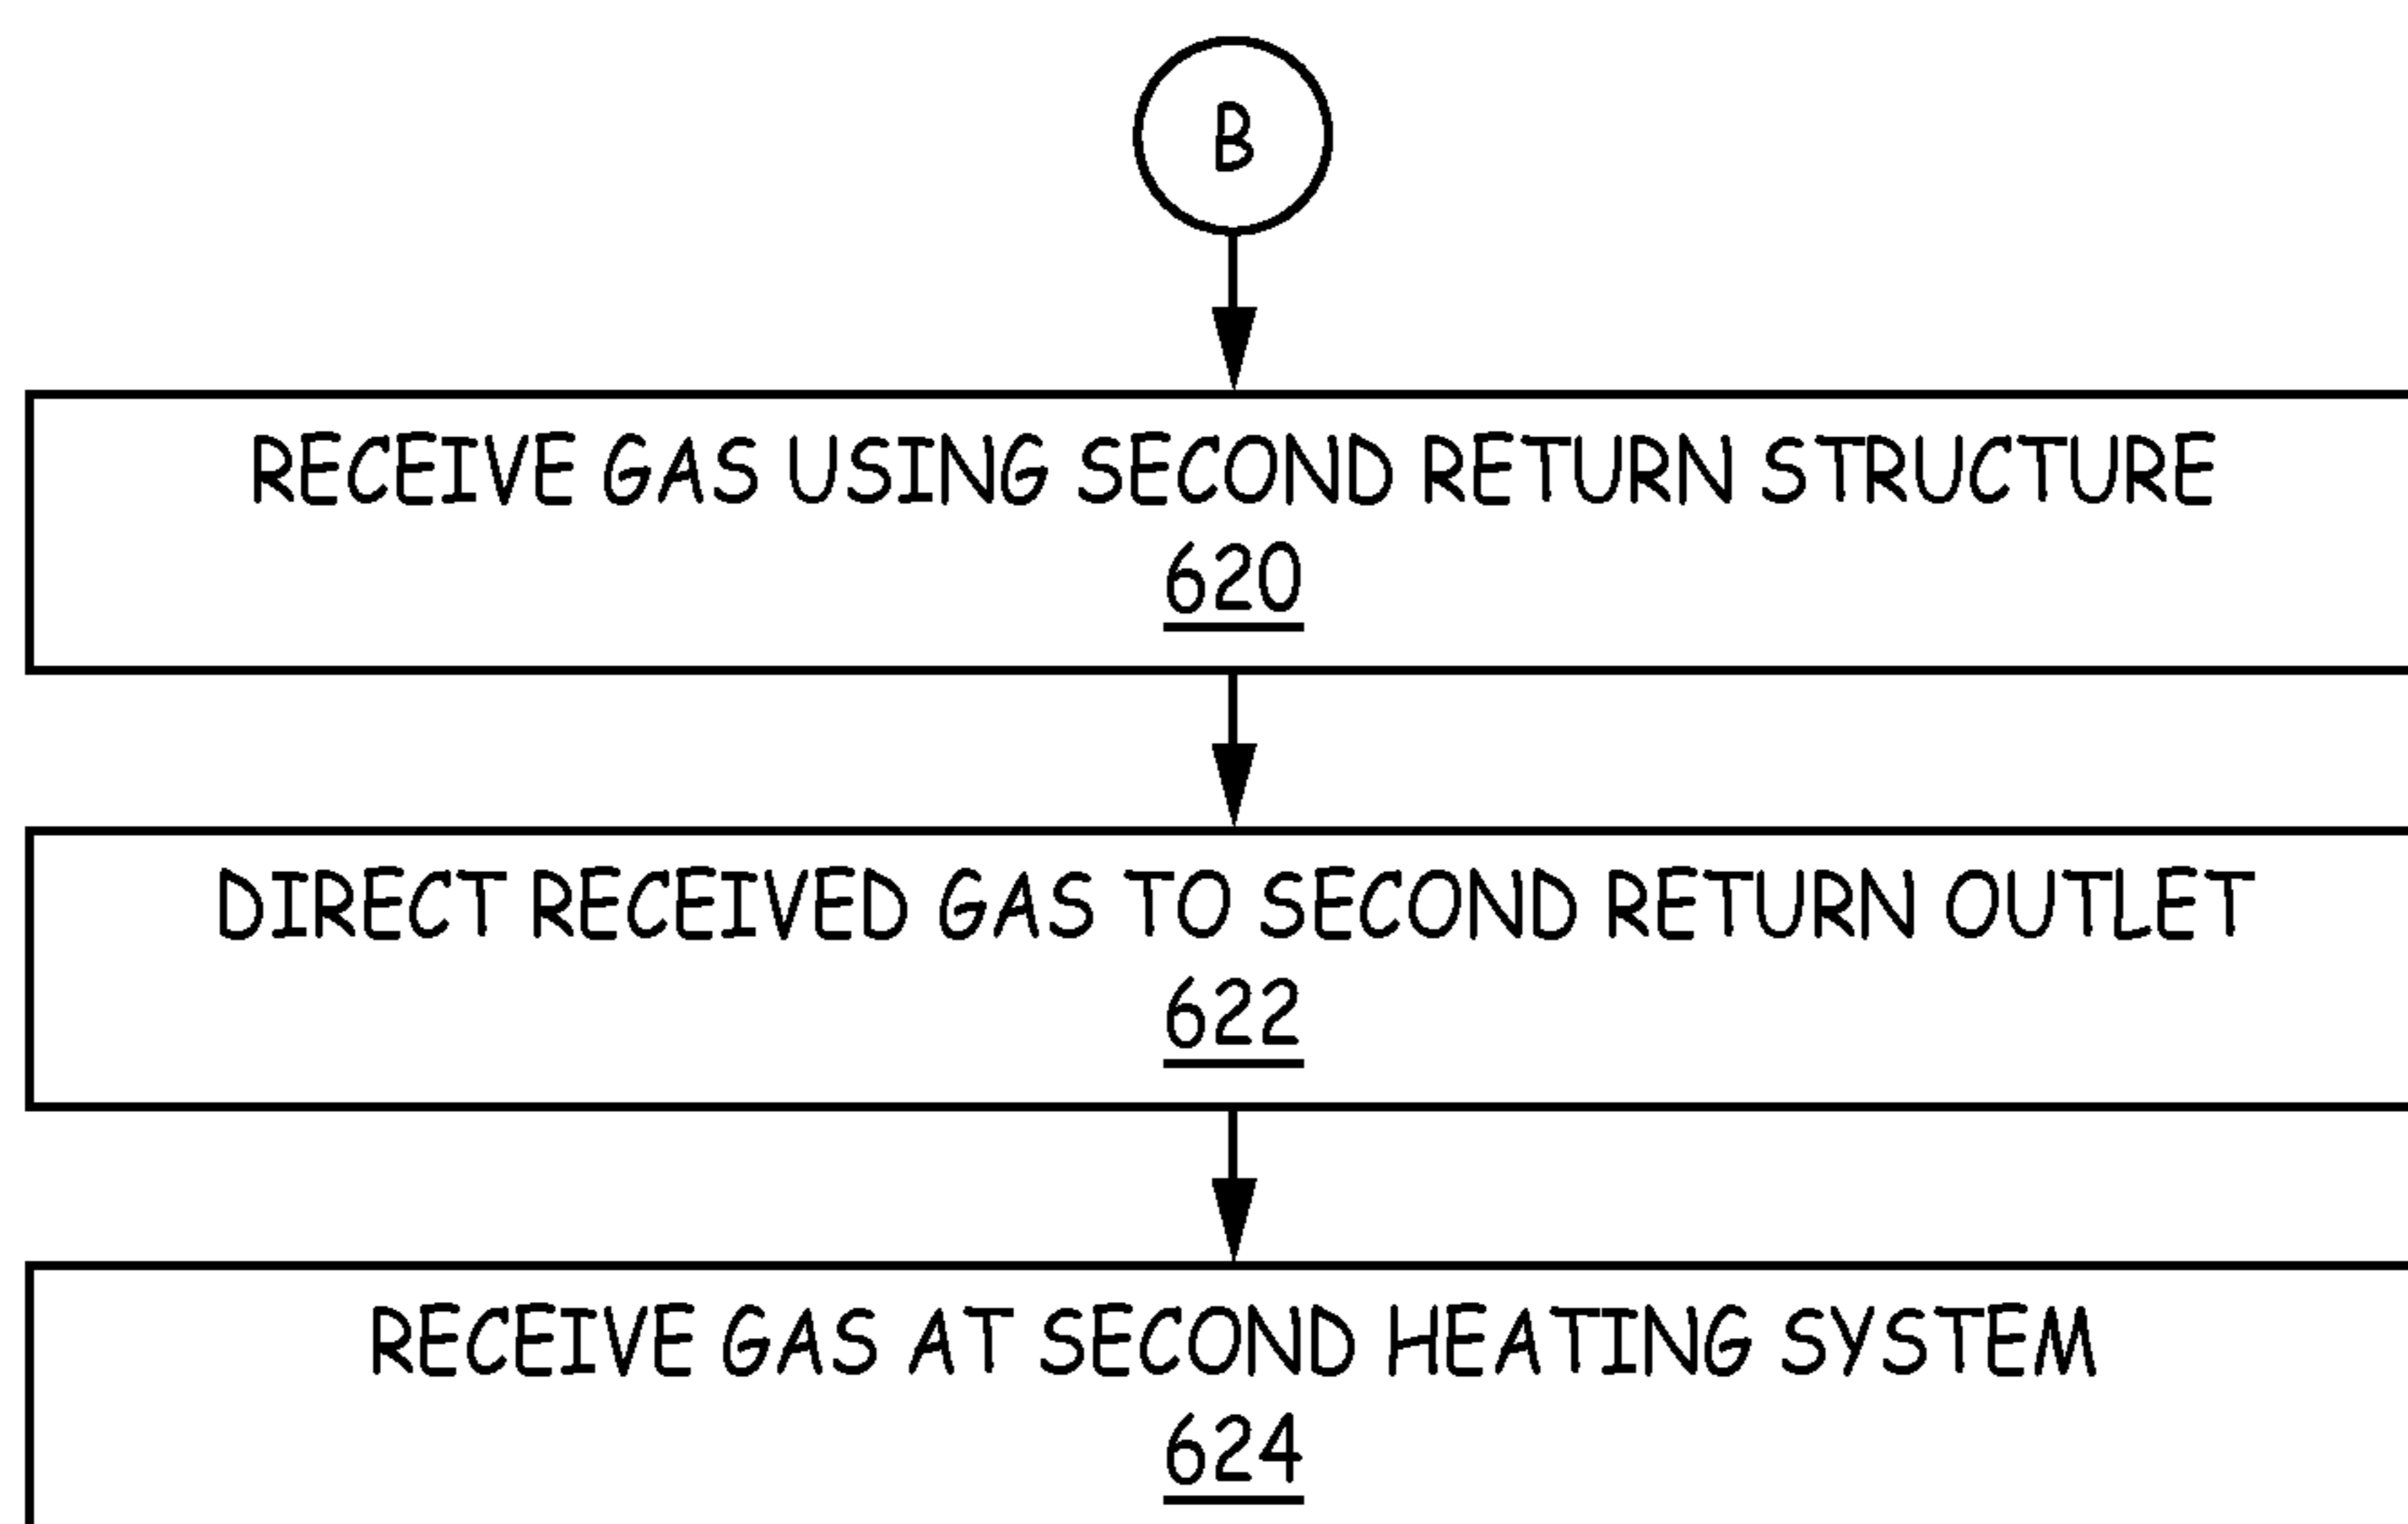 B
RECEIVE GAS USING SECOND RETURN STRUCTURE
620
DIRECT RECEIVED GAS TO SECOND RETURN OUTLET
622
RECEIVE GAS AT SECOND HEATING SYSTEM
624